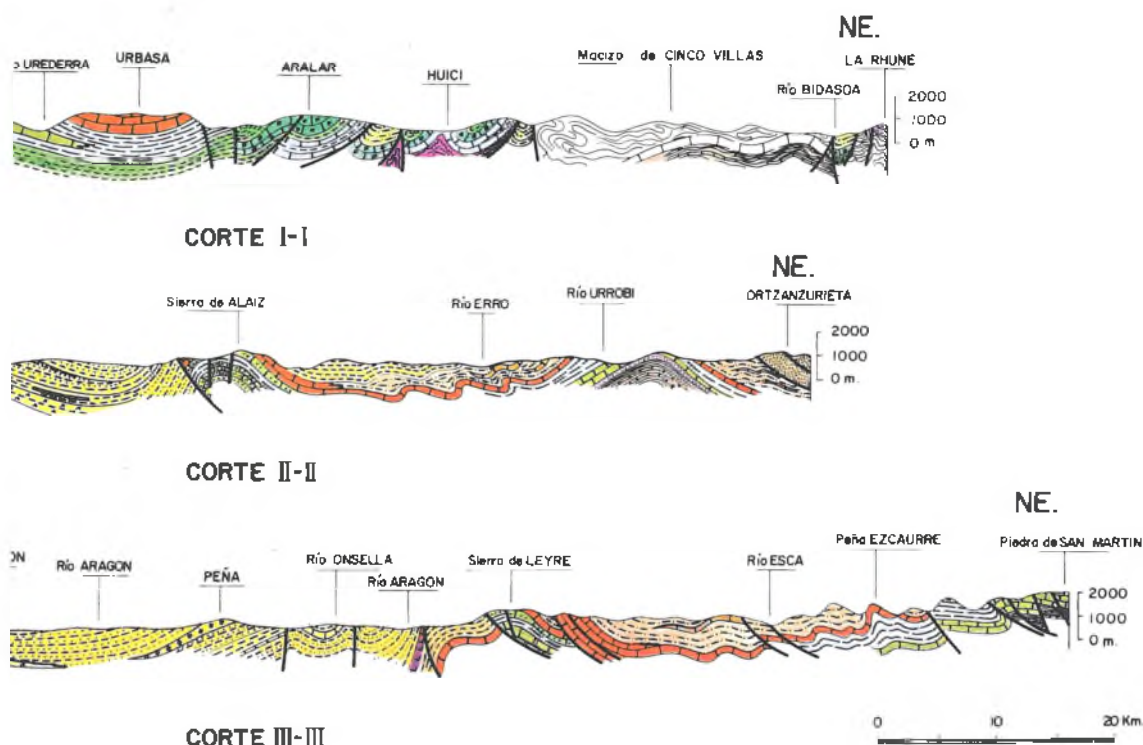 NE.
URBASA
UREDERRA
ARALAR
HUICI
Macizo de CINCO VILLAS
LA RHUNE
Río BIDASOA
2000
1000
0 m
CORTE I-I
NE.
Sierra de ALAIZ
Río ERRO
Río URROBI
ORTZANZURIETA
2000
1000
0 m.
CORTE II-II
NE.
Río ARAGON
PEÑA
Río ONSELLA
Río ARAGON
Sierra de LEYRE
Río ESCA
Peña EZCAURRE
Piedra de SAN MARTIN
2000
1000
0 m.
0 10 20 Km.
CORTE III-III